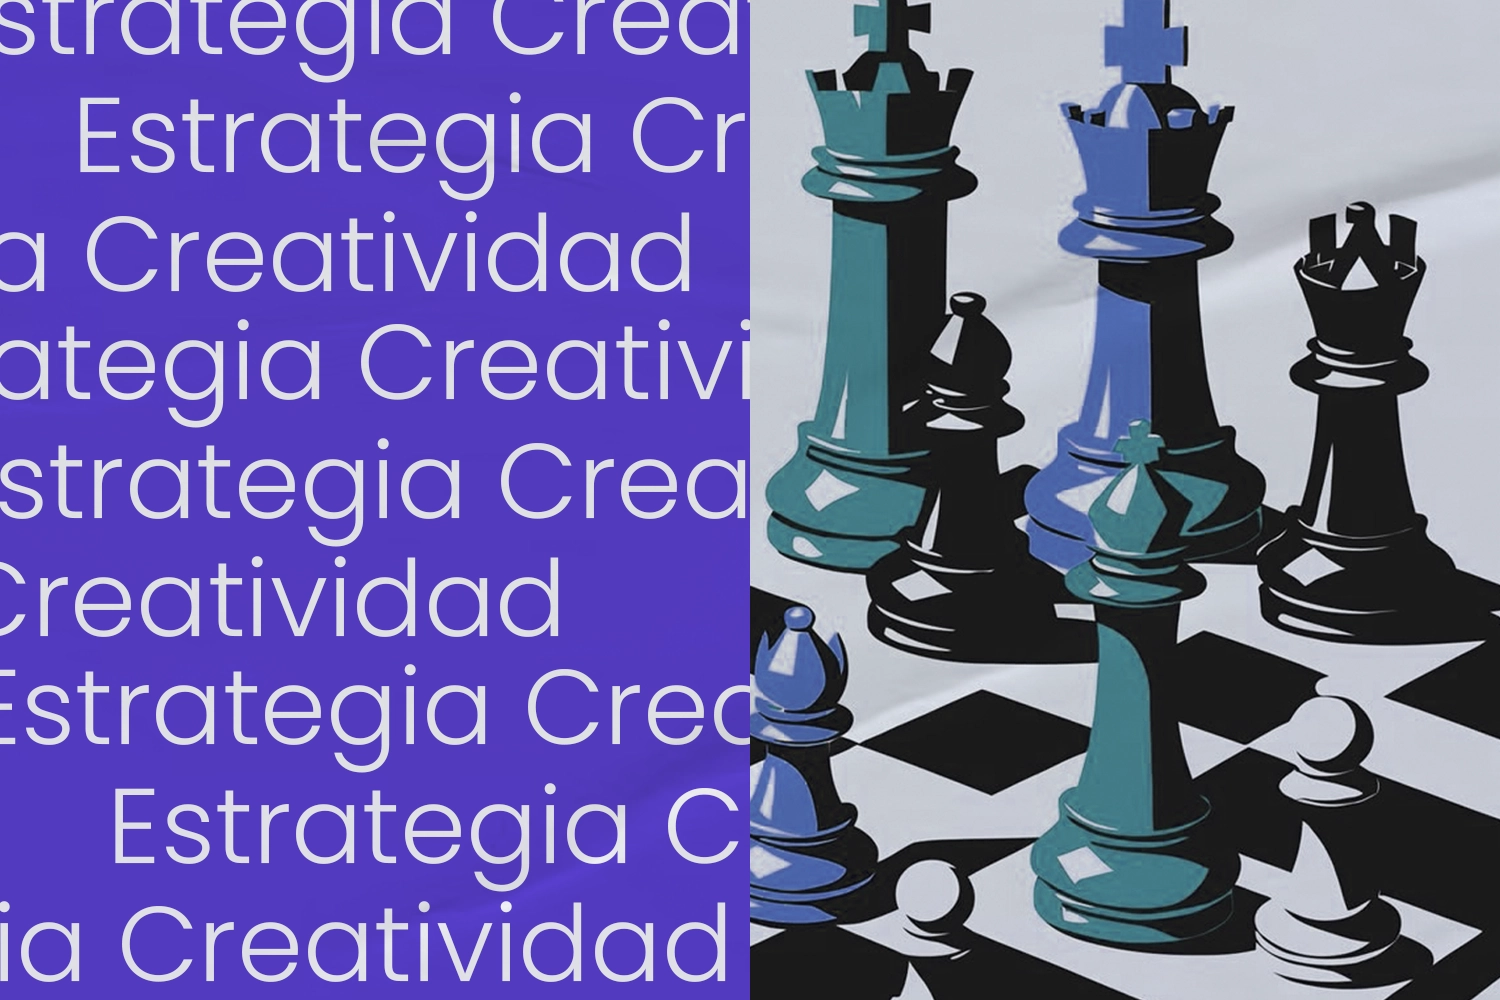 strategia Crea
Estrategia Cr
a Creatividad
ategia Creativi
strategia Crea
Creatividad
Estrategia Crea
Estrategia C
ia Creatividad